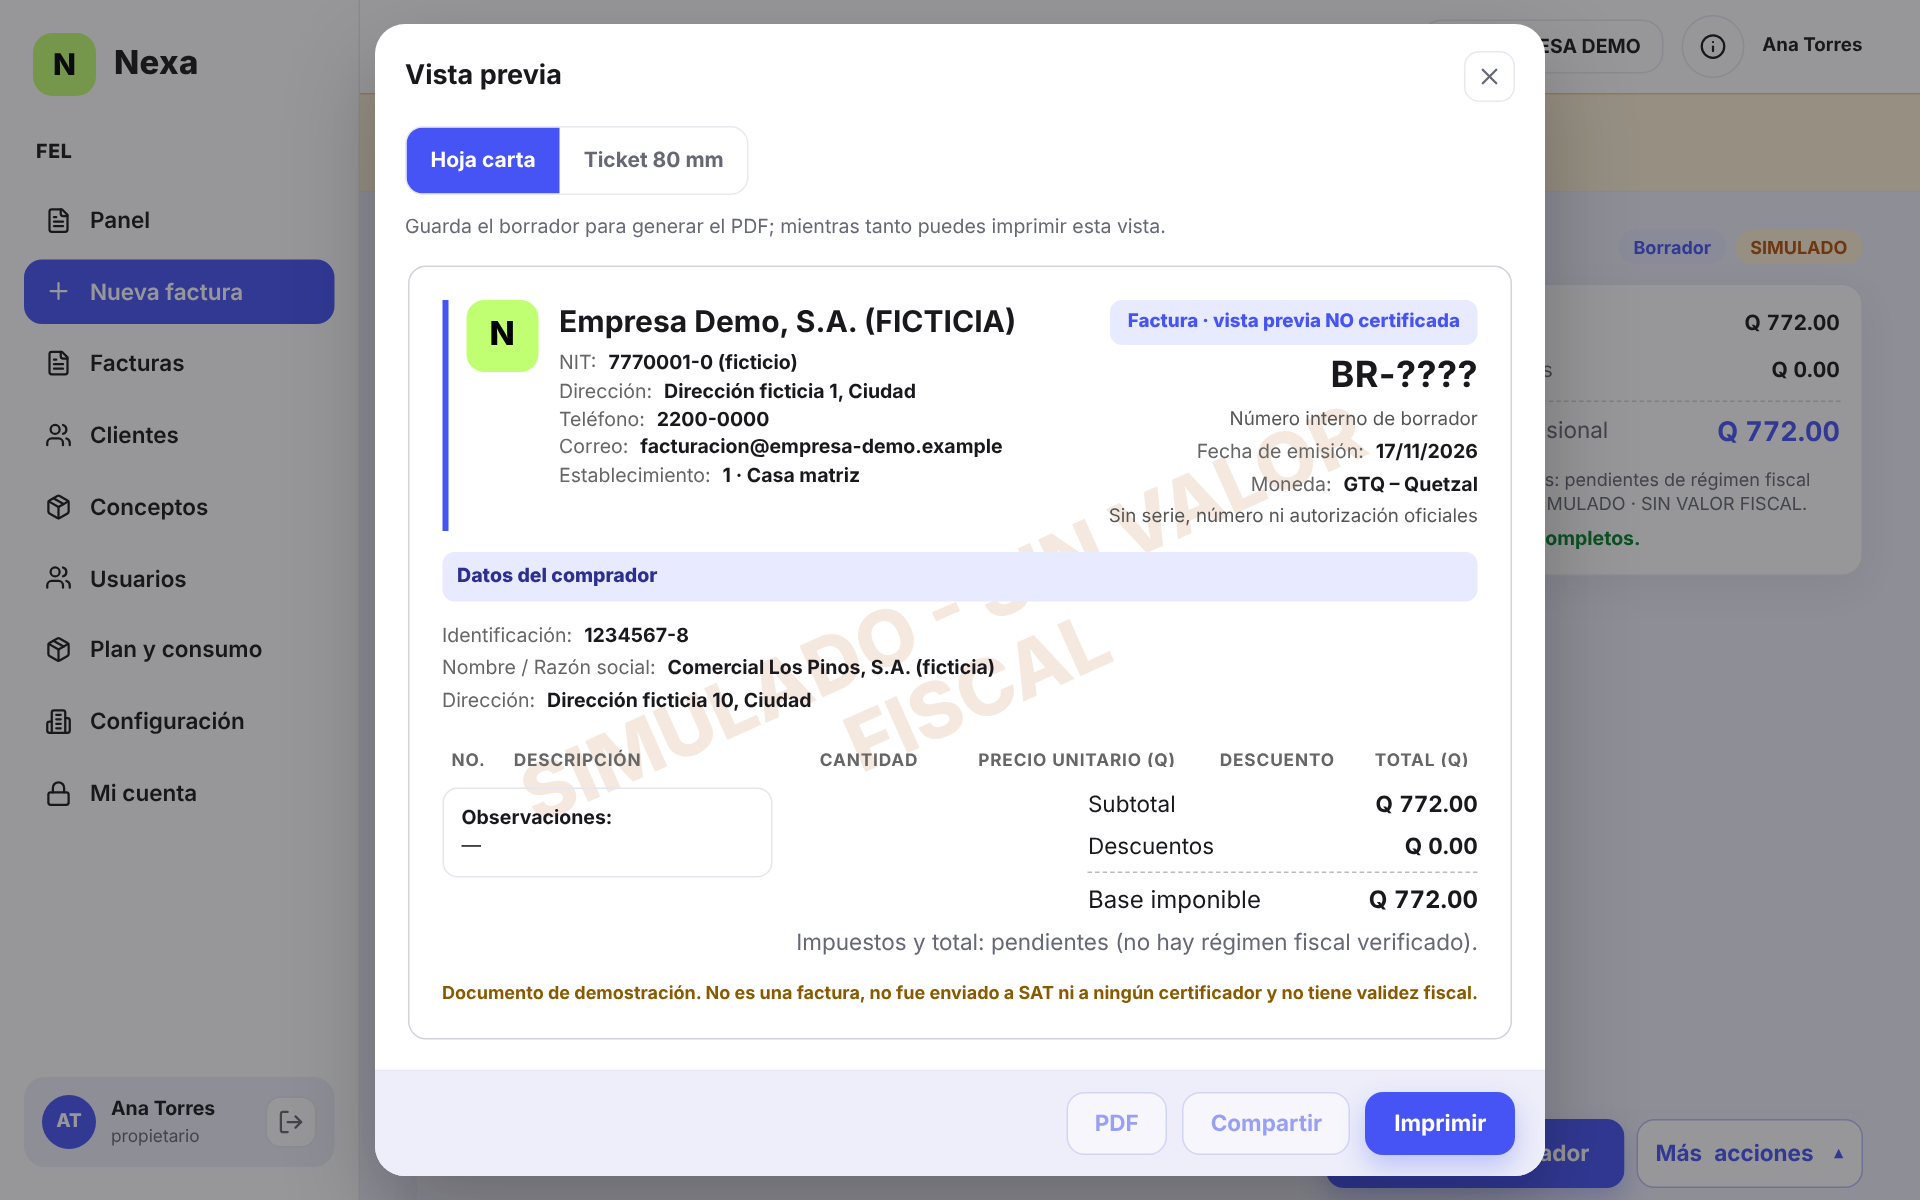 N Nexa
FEL
Panel
Nueva factura
Facturas
Clientes
Conceptos
Usuarios
Plan y consumo
Configuración
Mi cuenta
AT
Ana Torres
propietario
ESA DEMO
Ana Torres
Borrador
SIMULADO
Q 772.00
s Q 0.00
sional Q 772.00
s: pendientes de régimen fiscal
MULADO · SIN VALOR FISCAL.
ompletos.
ador
Más acciones ▲
Vista previa
Hoja carta
Ticket 80 mm
Guarda el borrador para generar el PDF; mientras tanto puedes imprimir esta vista.
N
Empresa Demo, S.A. (FICTICIA)
NIT: 7770001-0 (ficticio)
Dirección: Dirección ficticia 1, Ciudad
Teléfono: 2200-0000
Correo: facturacion@empresa-demo.example
Establecimiento: 1 · Casa matriz
Factura · vista previa NO certificada
BR-????
Número interno de borrador
Fecha de emisión: 17/11/2026
Moneda: GTQ – Quetzal
Sin serie, número ni autorización oficiales
SIMULADO - SIN VALOR
FISCAL
Datos del comprador
Identificación: 1234567-8
Nombre / Razón social: Comercial Los Pinos, S.A. (ficticia)
Dirección: Dirección ficticia 10, Ciudad
NO. DESCRIPCIÓN CANTIDAD PRECIO UNITARIO (Q) DESCUENTO TOTAL (Q)
Observaciones:
—
Subtotal Q 772.00
Descuentos Q 0.00
Base imponible Q 772.00
Impuestos y total: pendientes (no hay régimen fiscal verificado).
Documento de demostración. No es una factura, no fue enviado a SAT ni a ningún certificador y no tiene validez fiscal.
PDF
Compartir
Imprimir